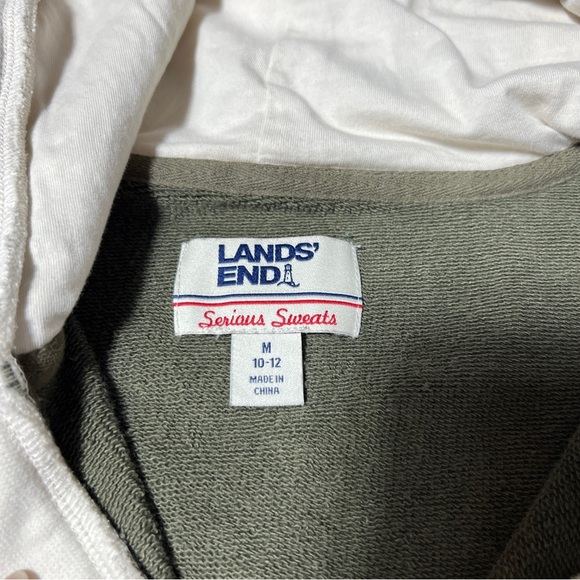 LANDS'
END
Serious Sweats
M
10-12
MADE IN
CHINA